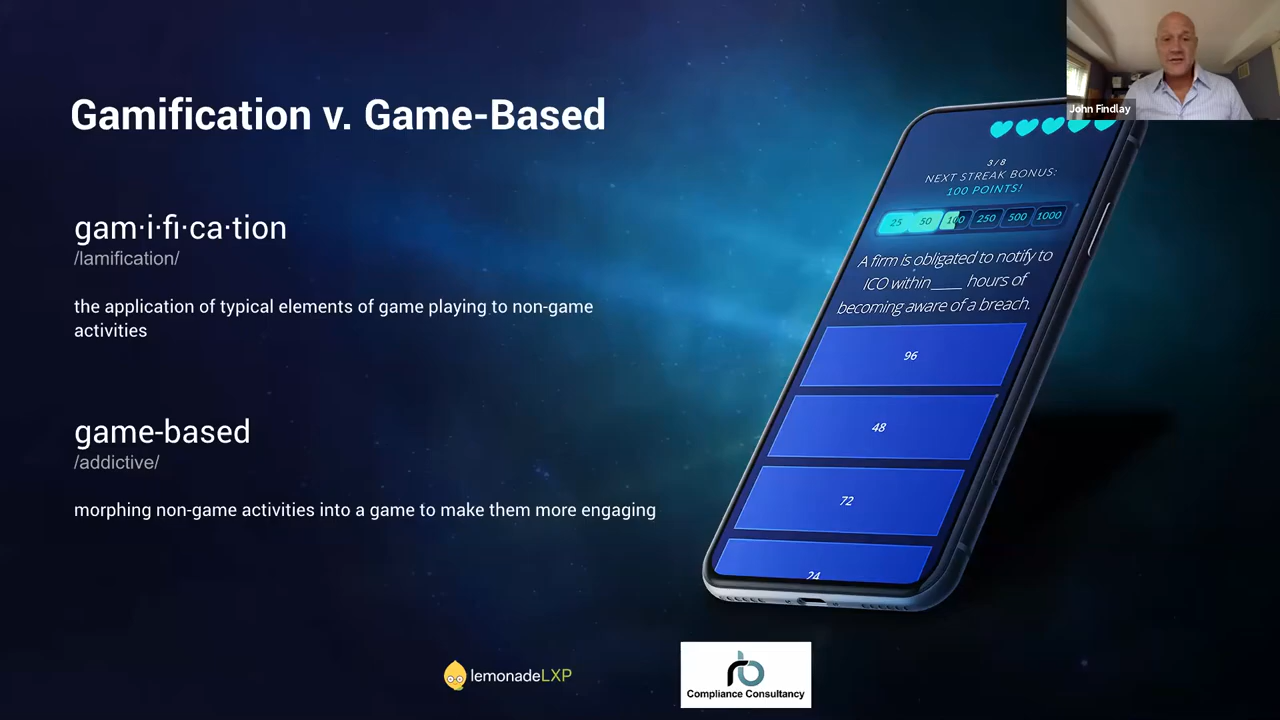 Gamification v. Game-Based
gam·i·fi·ca·tion
/lamification/
the application of typical elements of game playing to non-game
activities
game-based
/addictive/
morphing non-game activities into a game to make them more engaging
John Findlay
3/8
NEXT STREAK BONUS:
100 POINTS!
25 50 100 250 500 1000
A firm is obligated to notify to
ICO within____ hours of
becoming aware of a breach.
96
48
72
24
lemonadeLXP
rb
Compliance Consultancy